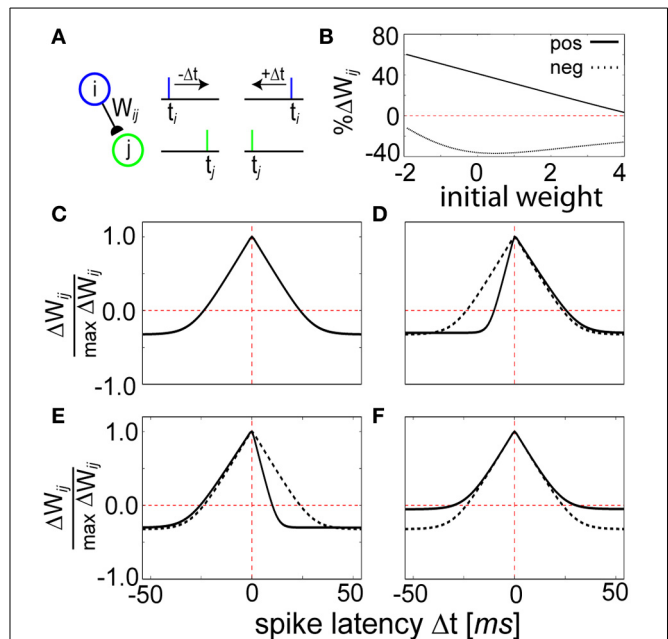 A
B
i
W_ij
j
-Δt
+Δt
t_i
t_i
t_j
t_j
80
40
0
-40
%ΔW_ij
pos
neg
-2
0
2
4
initial weight
C
D
1.0
0.0
-1.0
ΔW_ij
max ΔW_ij
E
F
1.0
0.0
-1.0
ΔW_ij
max ΔW_ij
-50
0
50
-50
0
50
spike latency Δt [ms]